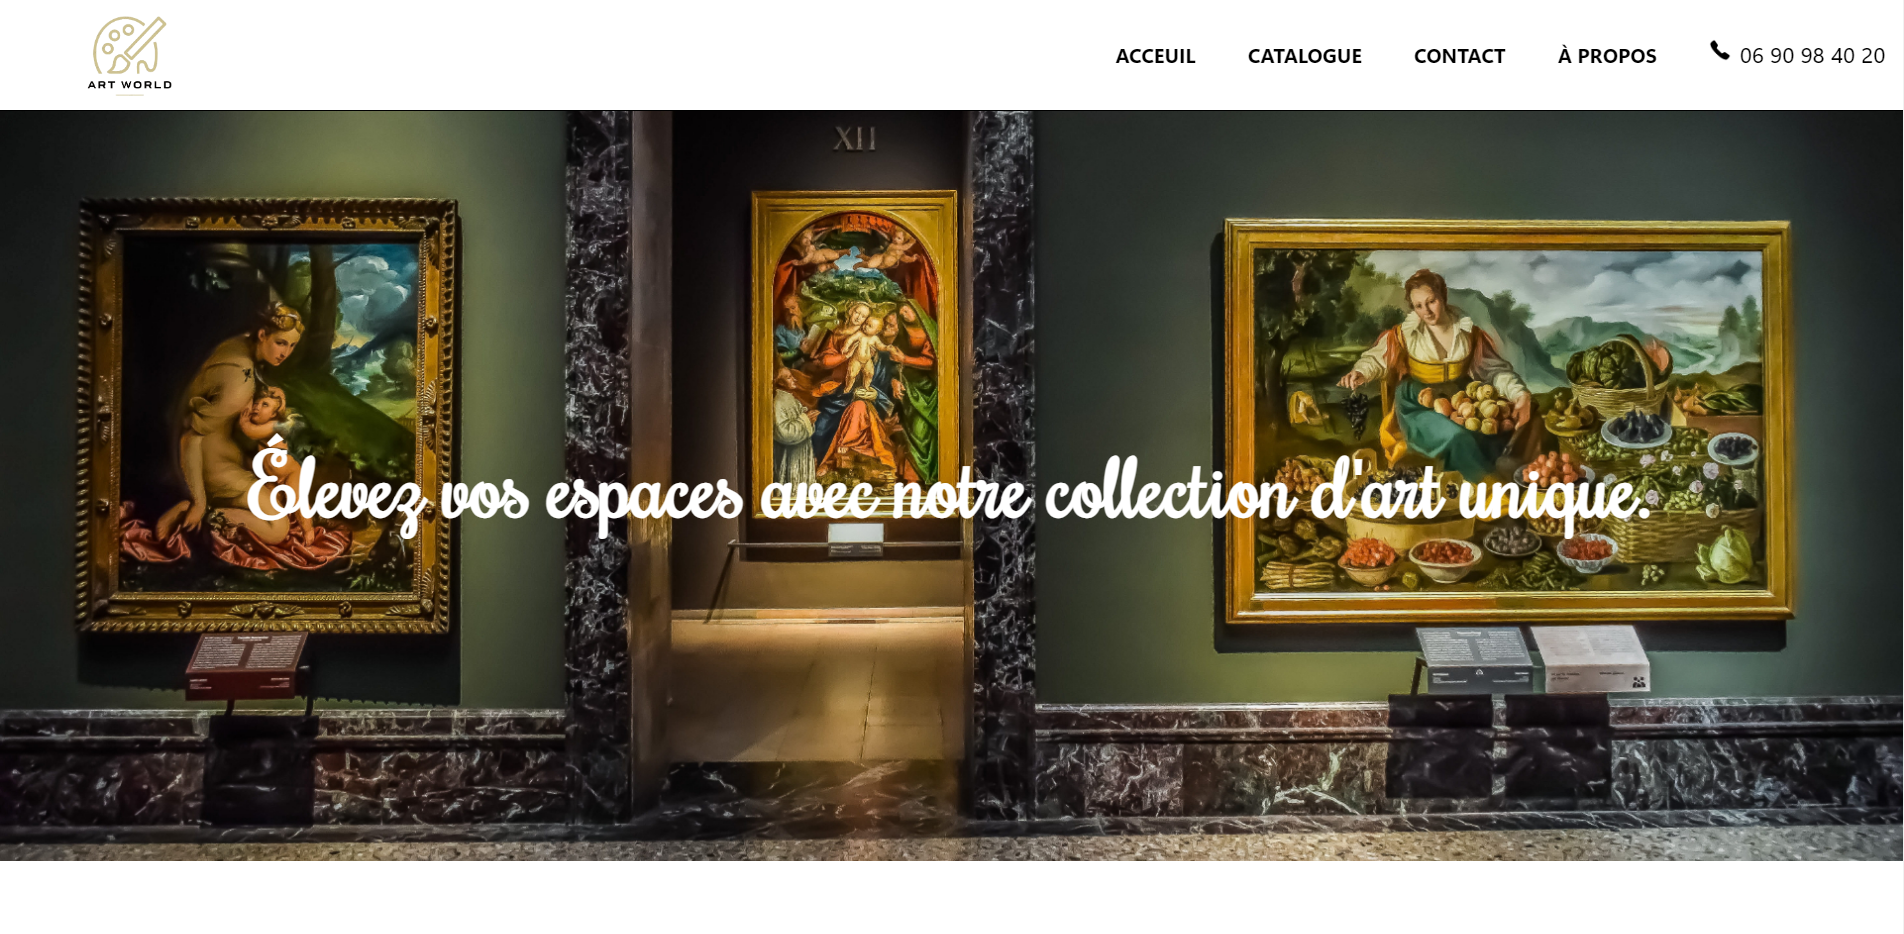 ART WORLD
ACCEUIL CATALOGUE CONTACT À PROPOS 06 90 98 40 20
XII
Élevez vos espaces avec notre collection d'art unique.